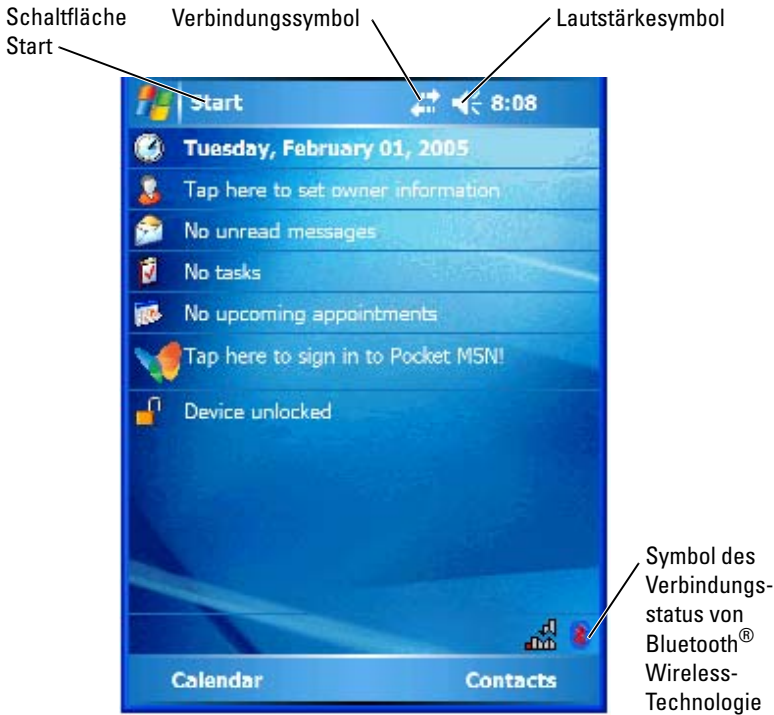 Schaltfläche
Start
Verbindungssymbol
Lautstärkesymbol
Start
8:08
Tuesday, February 01, 2005
Tap here to set owner information
No unread messages
No tasks
No upcoming appointments
Tap here to sign in to Pocket MSN!
Device unlocked
Symbol des
Verbindungs-
status von
Bluetooth®
Wireless-
Technologie
Calendar
Contacts